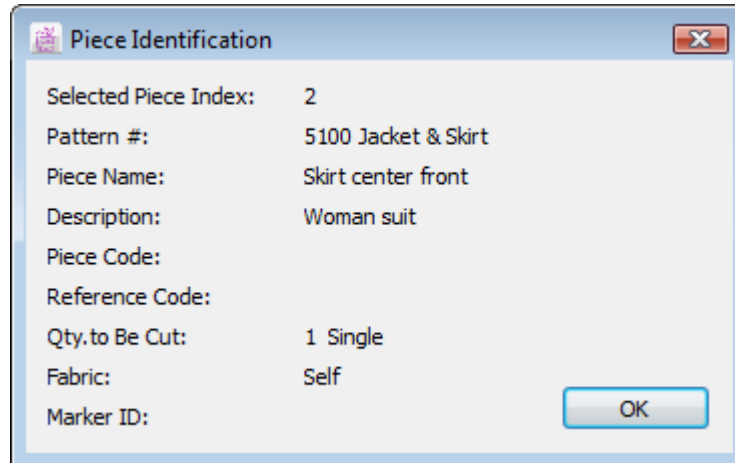 Piece Identification
Selected Piece Index: 2
Pattern #: 5100 Jacket & Skirt
Piece Name: Skirt center front
Description: Woman suit
Piece Code:
Reference Code:
Qty.to Be Cut: 1 Single
Fabric: Self
Marker ID:
OK